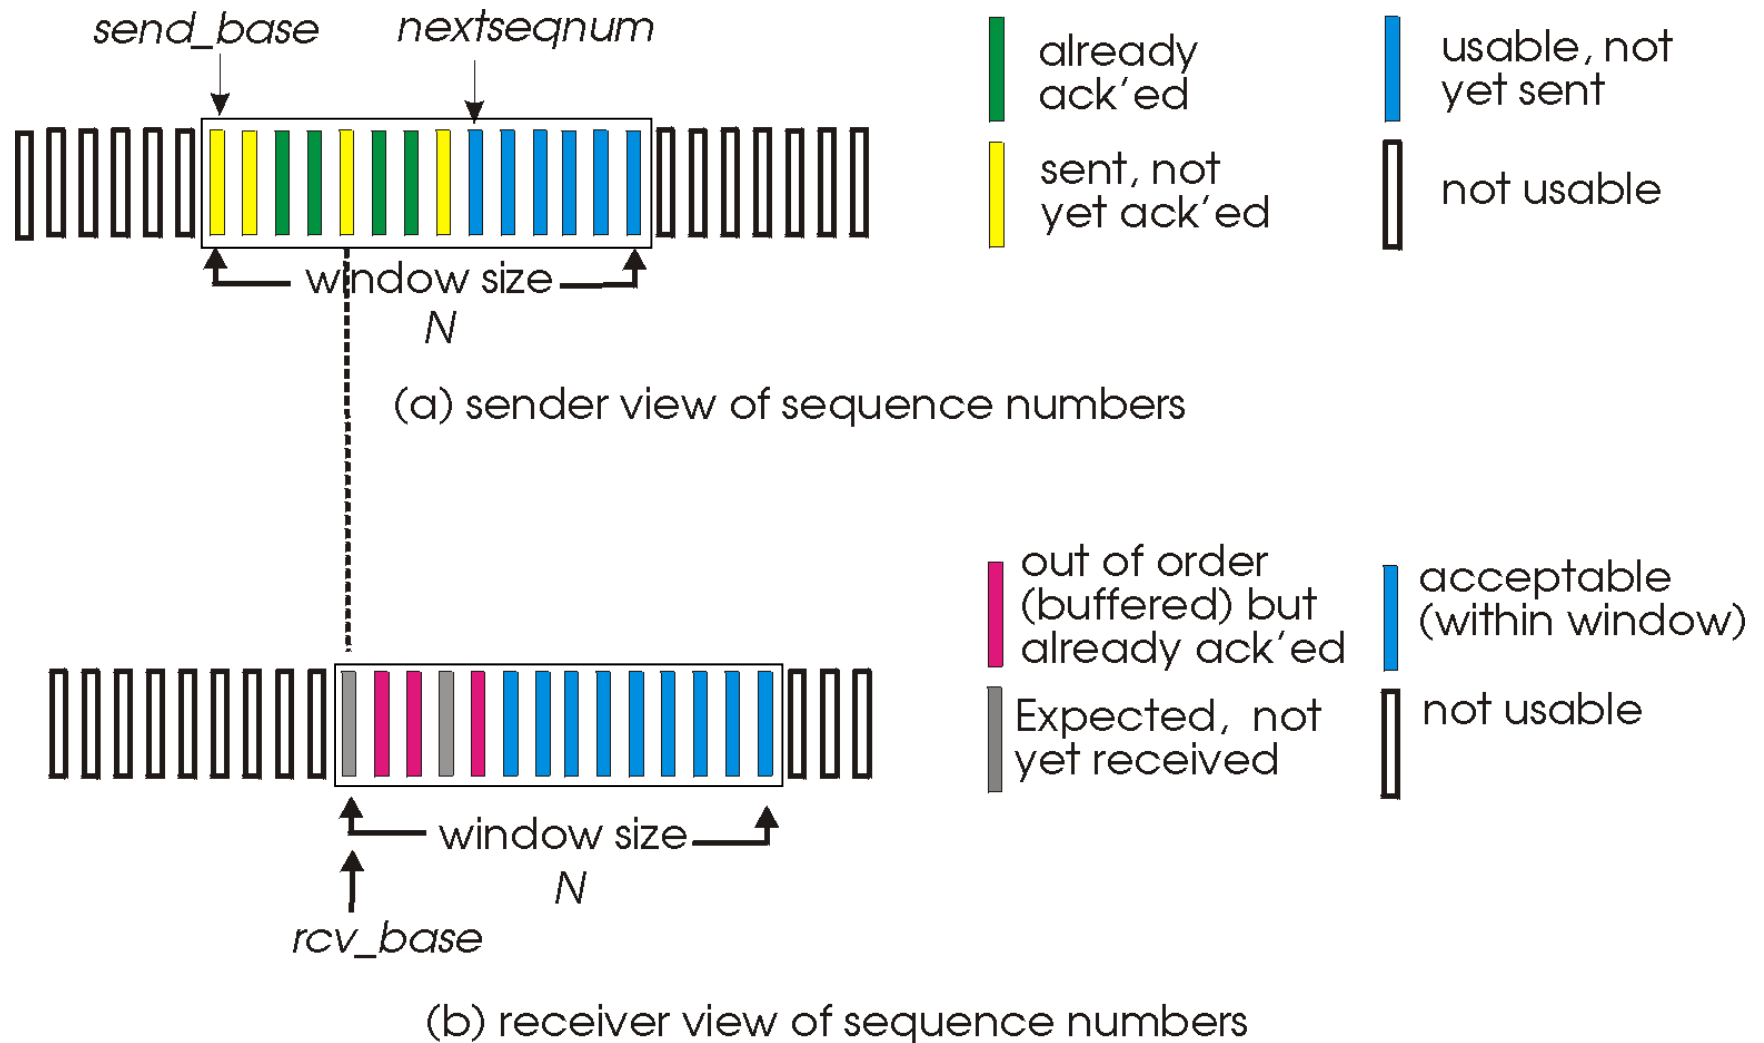 send_base
nextseqnum
already
ack’ed
usable, not
yet sent
sent, not
yet ack’ed
not usable
window size
N
(a) sender view of sequence numbers
out of order
(buffered) but
already ack’ed
acceptable
(within window)
Expected, not
yet received
not usable
window size
N
rcv_base
(b) receiver view of sequence numbers